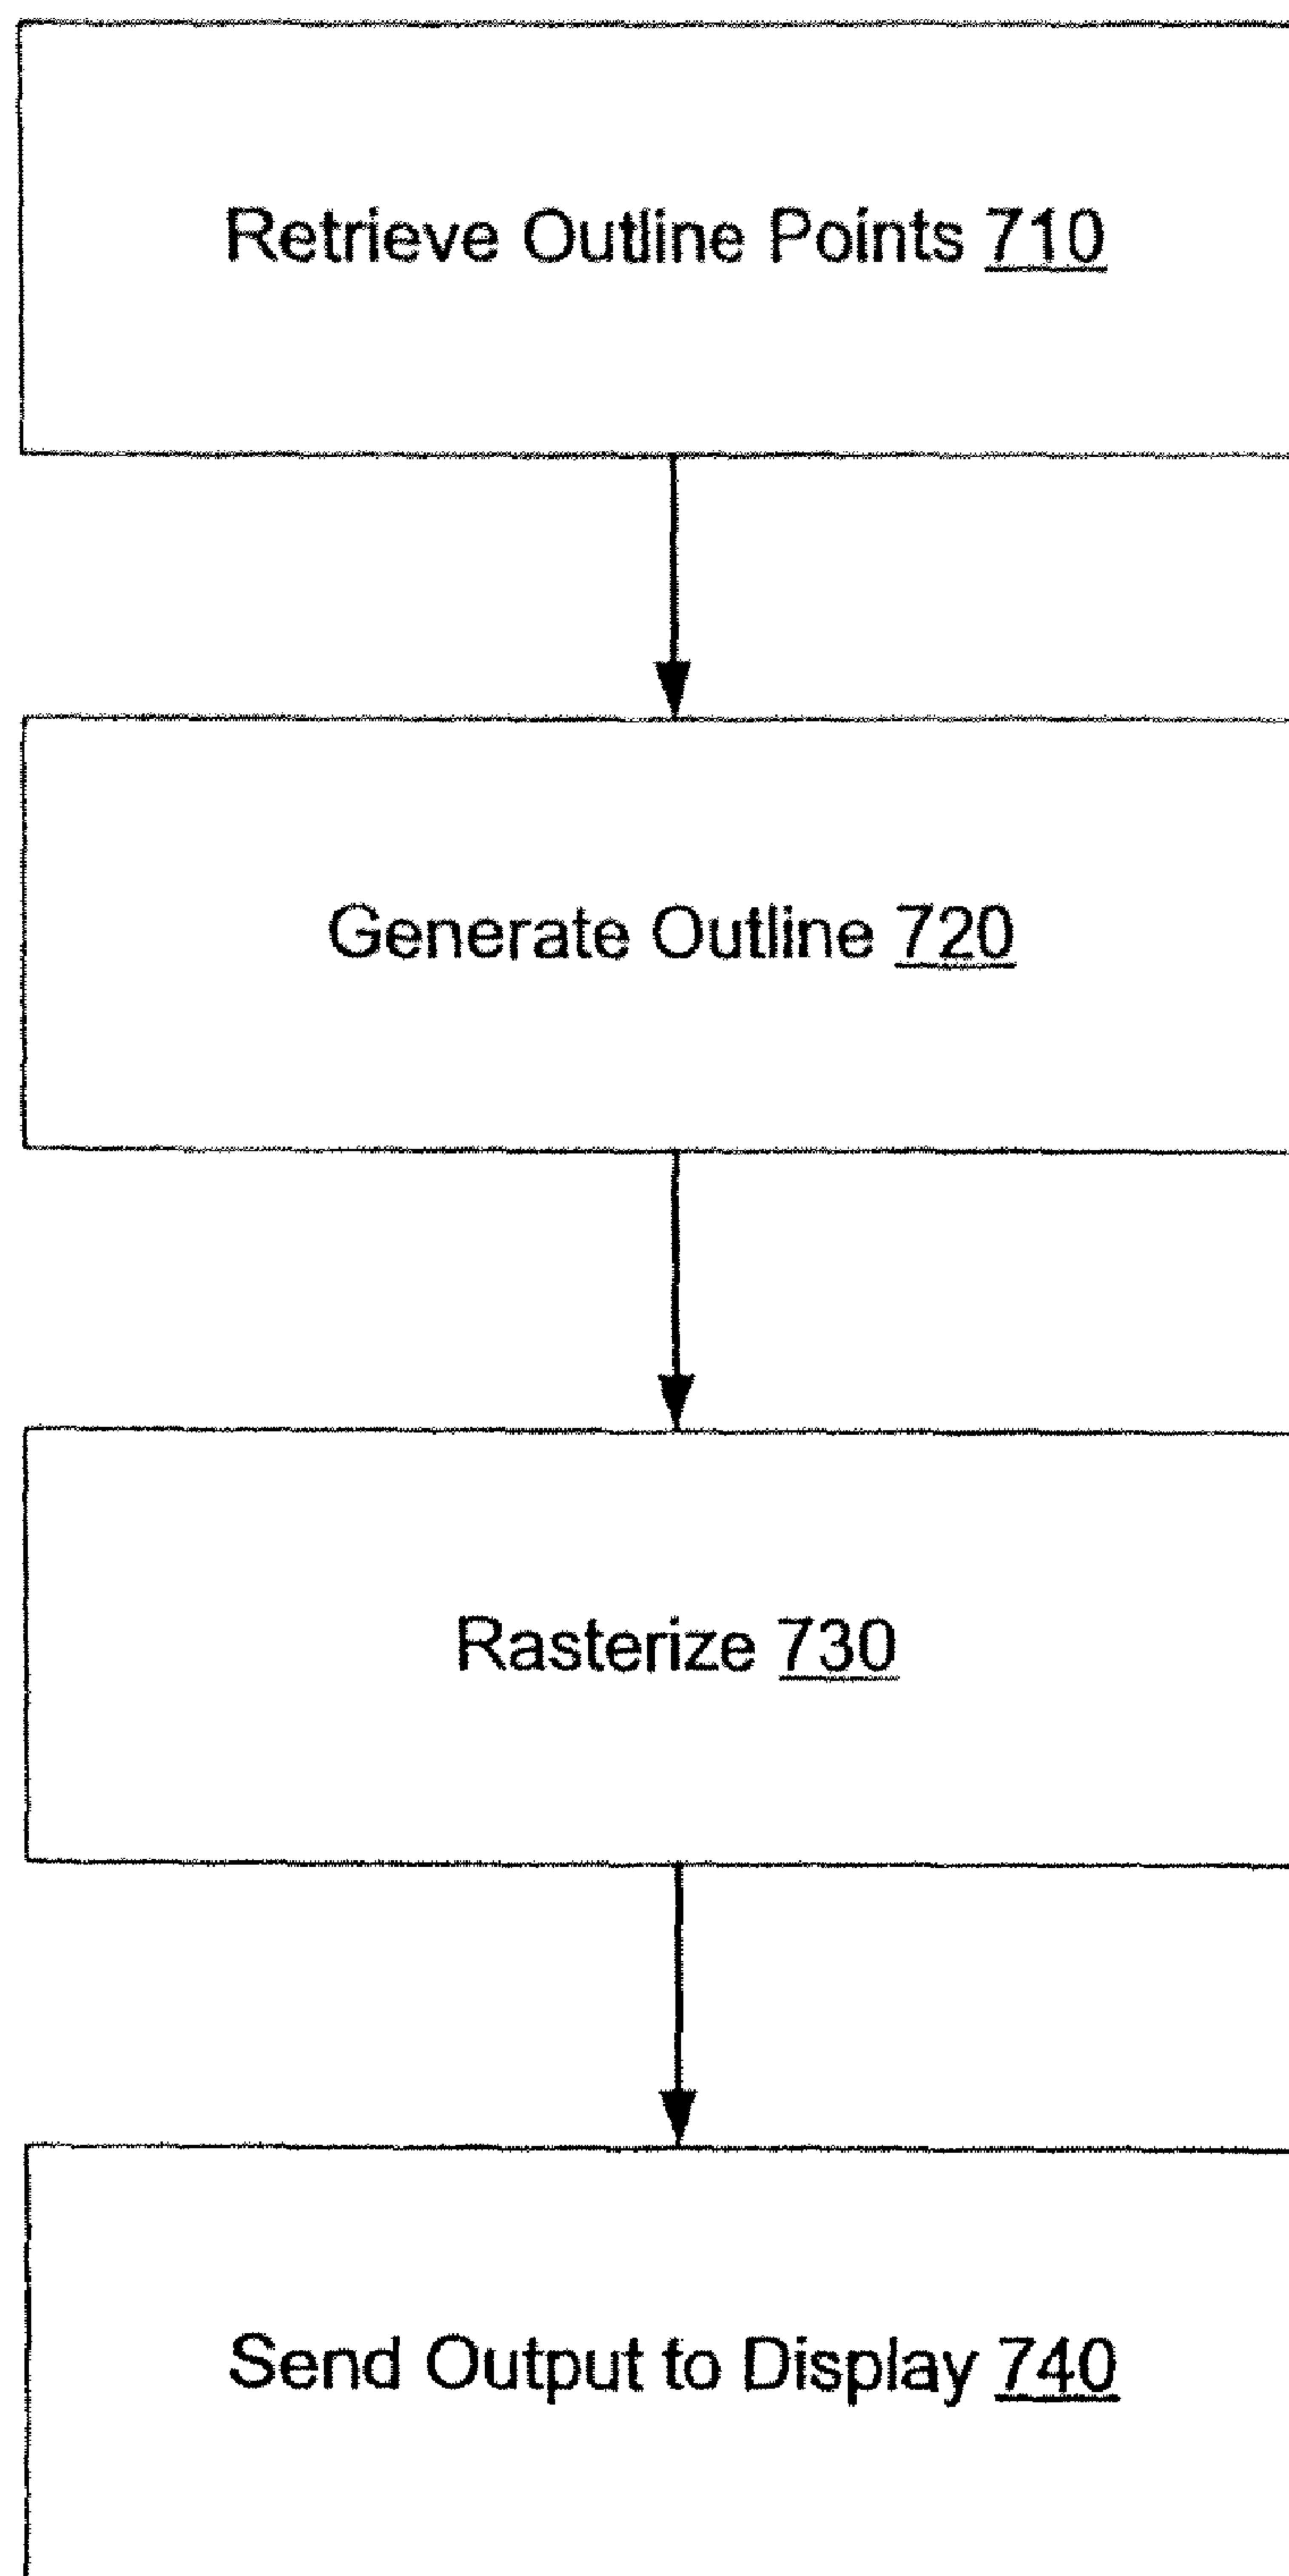 Retrieve Outline Points 710
Generate Outline 720
Rasterize 730
Send Output to Display 740